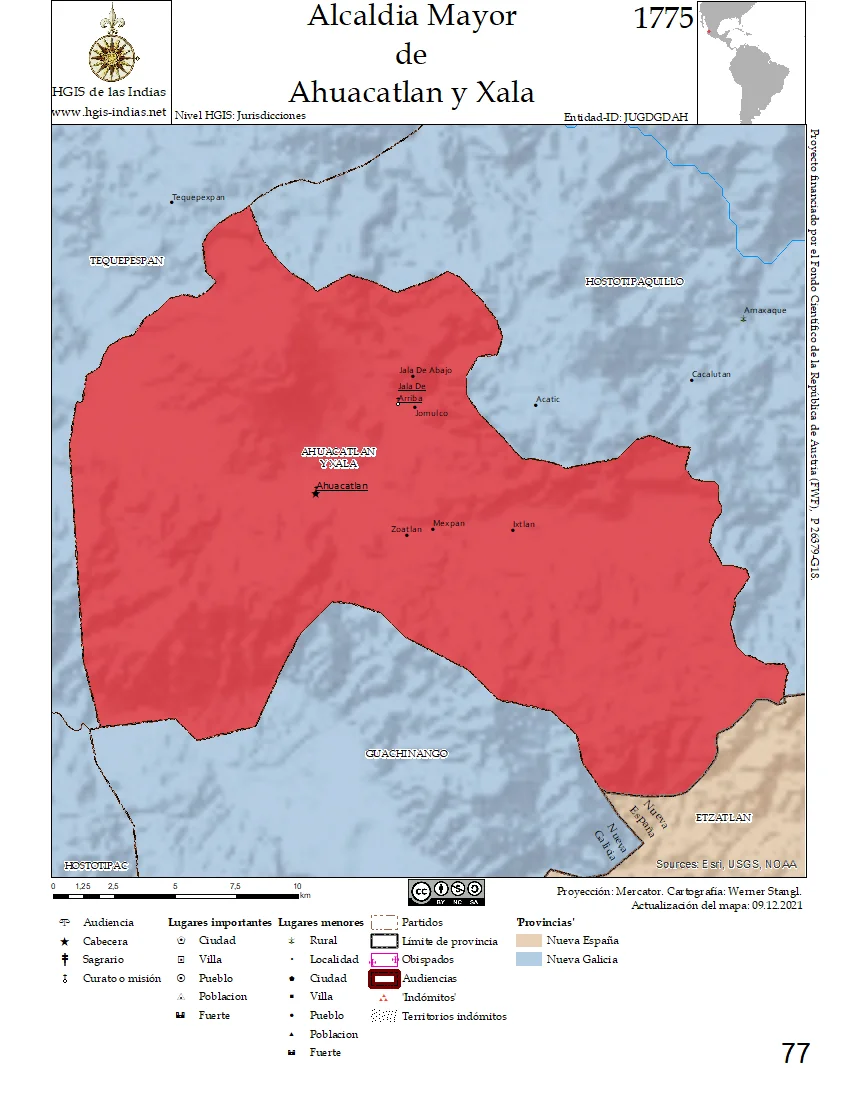 Alcaldia Mayor
de
Ahuacatlan y Xala
1775
HGIS de las Indias
www.hgis-indias.net
Nivel HGIS: Jurisdicciones
Entidad-ID: JUGDGDAH
Proyecto financiado por el Fondo Científico de la República de Austria (FWF), P 26379-G18.
Tequepexpan
TEQUEPESPAN
HOSTOTIPAQUILLO
Amaxaque
Jala De Abajo
Jala De
Arriba
Jomulco
Cacalutan
Acatic
AHUACATLAN
Y XALA
Ahuacatlan
Zoatlan
Mexpan
Ixtlan
GUACHINANGO
Nueva
España
Nueva
Galicia
ETZATLAN
HOSTOTIPAC
Sources: Esri, USGS, NOAA
0 1,25 2,5 5 7,5 10
km
CC BY NC SA
Proyección: Mercator. Cartografía: Werner Stangl.
Actualización del mapa: 09.12.2021
Audiencia
Cabecera
Sagrario
Curato o misión
Lugares importantes
Ciudad
Villa
Pueblo
Poblacion
Fuerte
Lugares menores
Rural
Localidad
Ciudad
Villa
Pueblo
Poblacion
Fuerte
Partidos
Límite de provincia
Obispados
Audiencias
'Indómitos'
Territorios indómitos
'Provincias'
Nueva España
Nueva Galicia
77